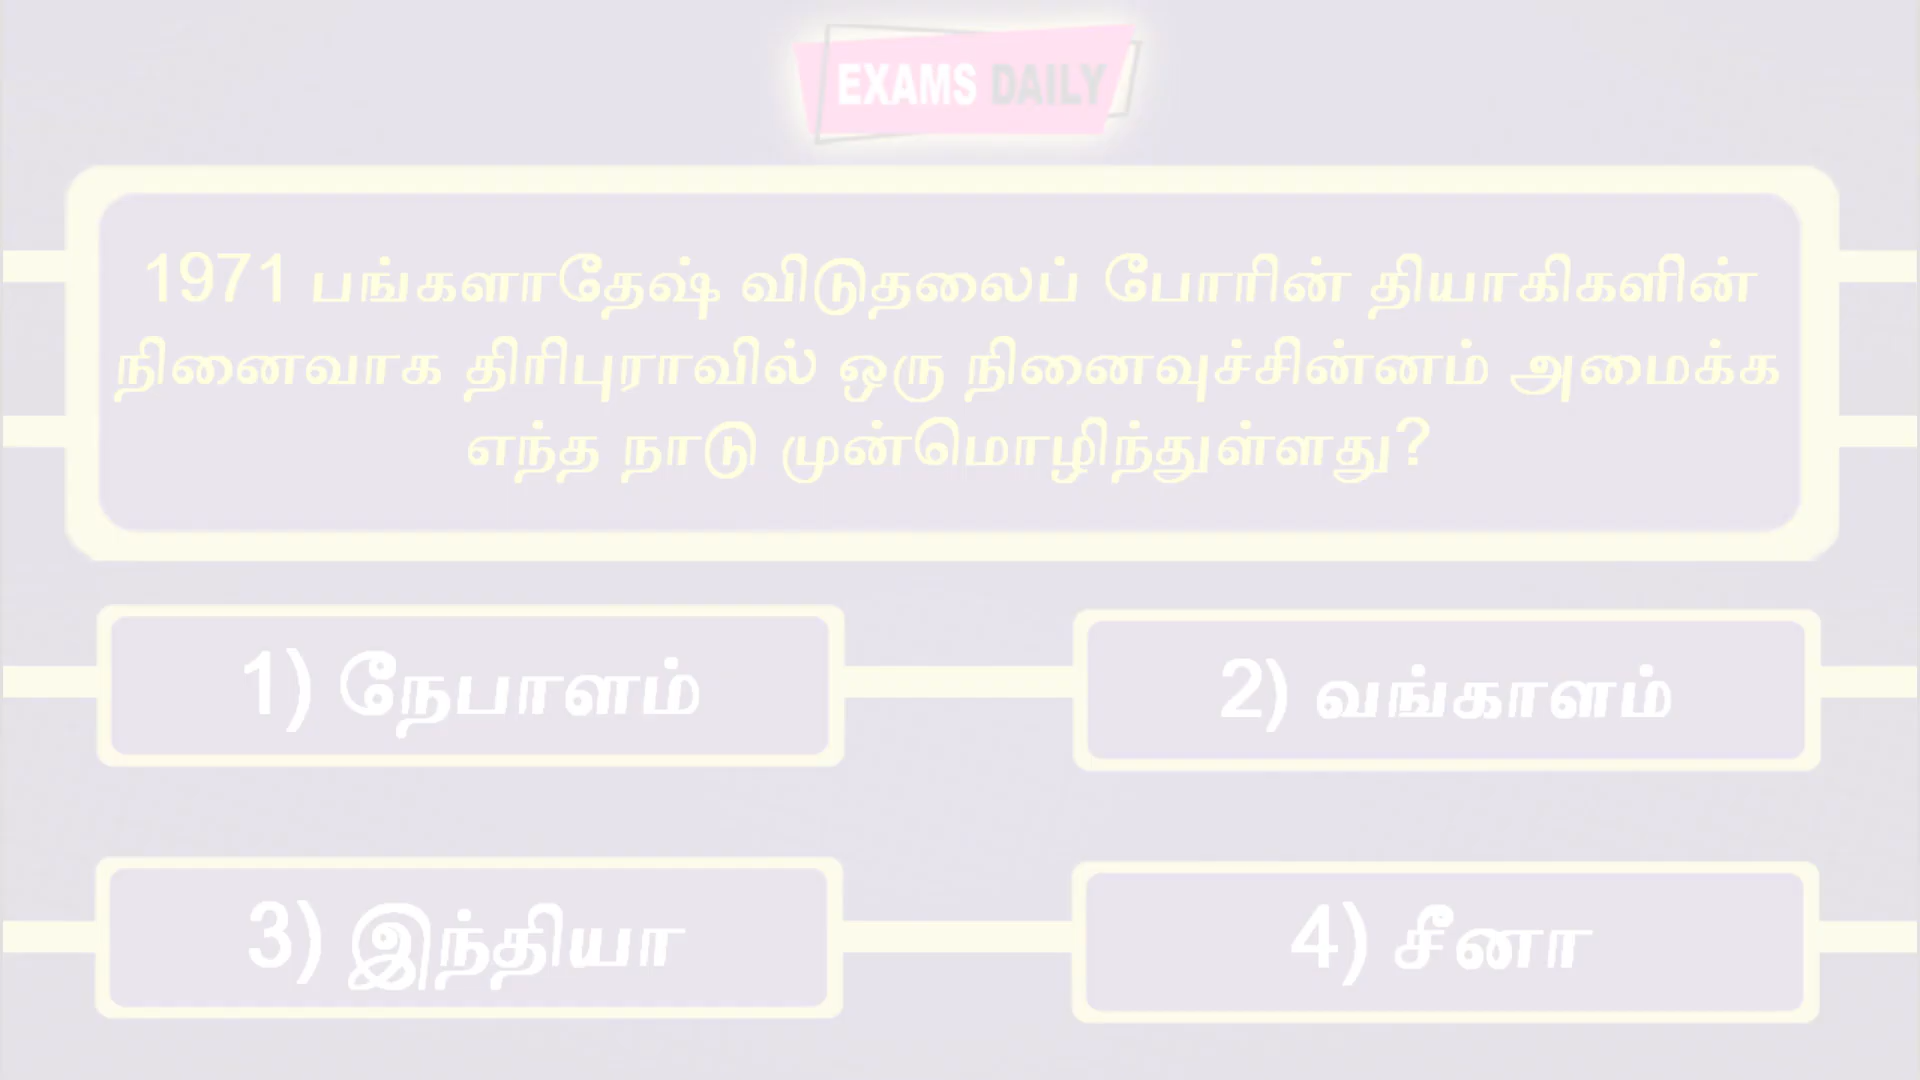 EXAMS DAILY
1971 பங்களாதேஷ் விடுதலைப் போரின் தியாகிகளின்
நினைவாக திரிபுராவில் ஒரு நினைவுச்சின்னம் அமைக்க
எந்த நாடு முன்மொழிந்துள்ளது?
1) நேபாளம்
2) வங்காளம்
3) இந்தியா
4) சீனா